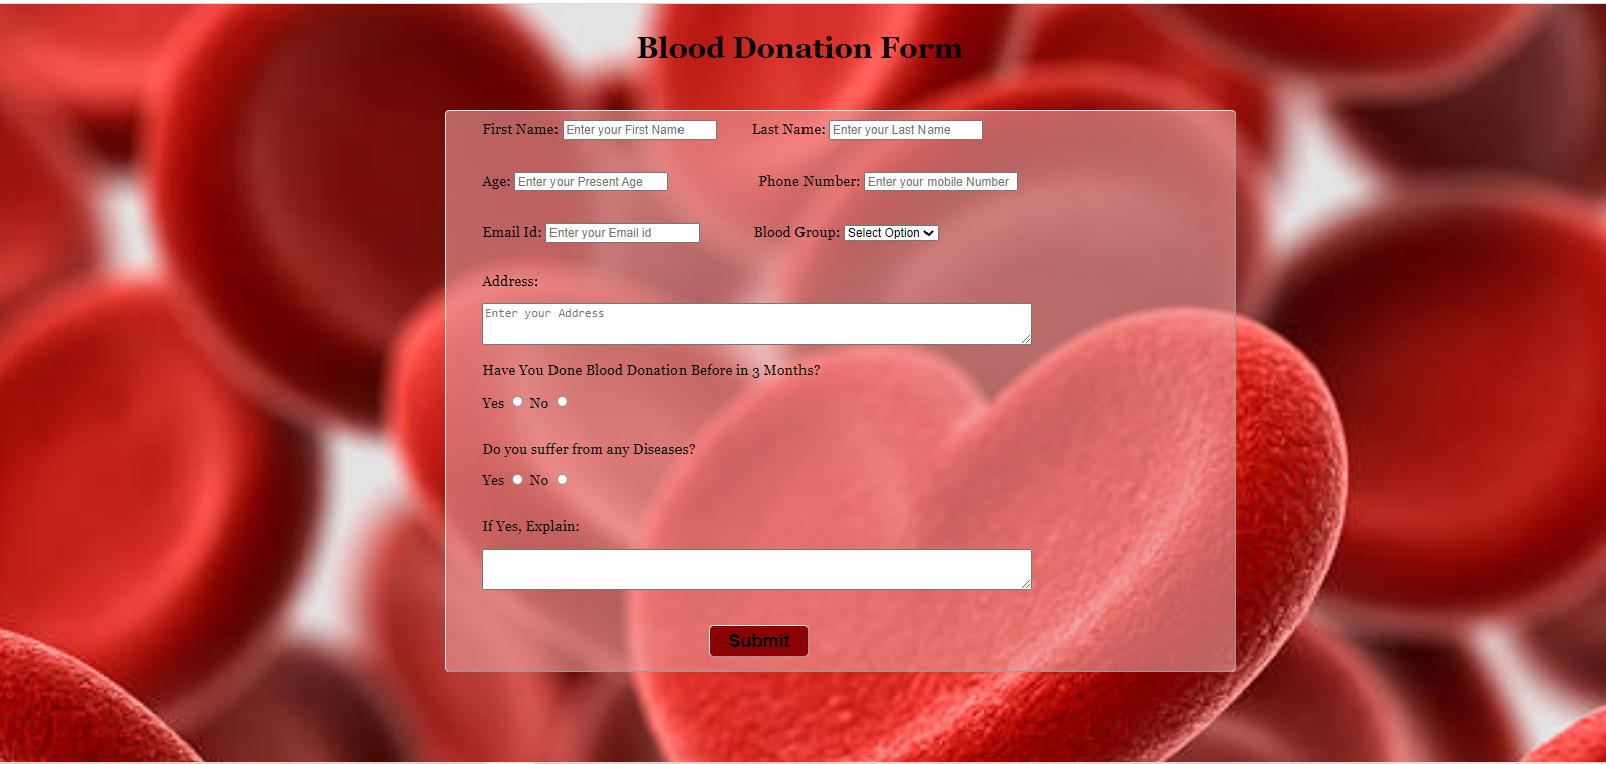 Blood Donation Form
First Name: Enter your First Name Last Name: Enter your Last Name
Age: Enter your Present Age Phone Number: Enter your mobile Number
Email Id: Enter your Email id Blood Group: Select Option
Address:
Enter your Address
Have You Done Blood Donation Before in 3 Months?
Yes No
Do you suffer from any Diseases?
Yes No
If Yes, Explain:
Submit